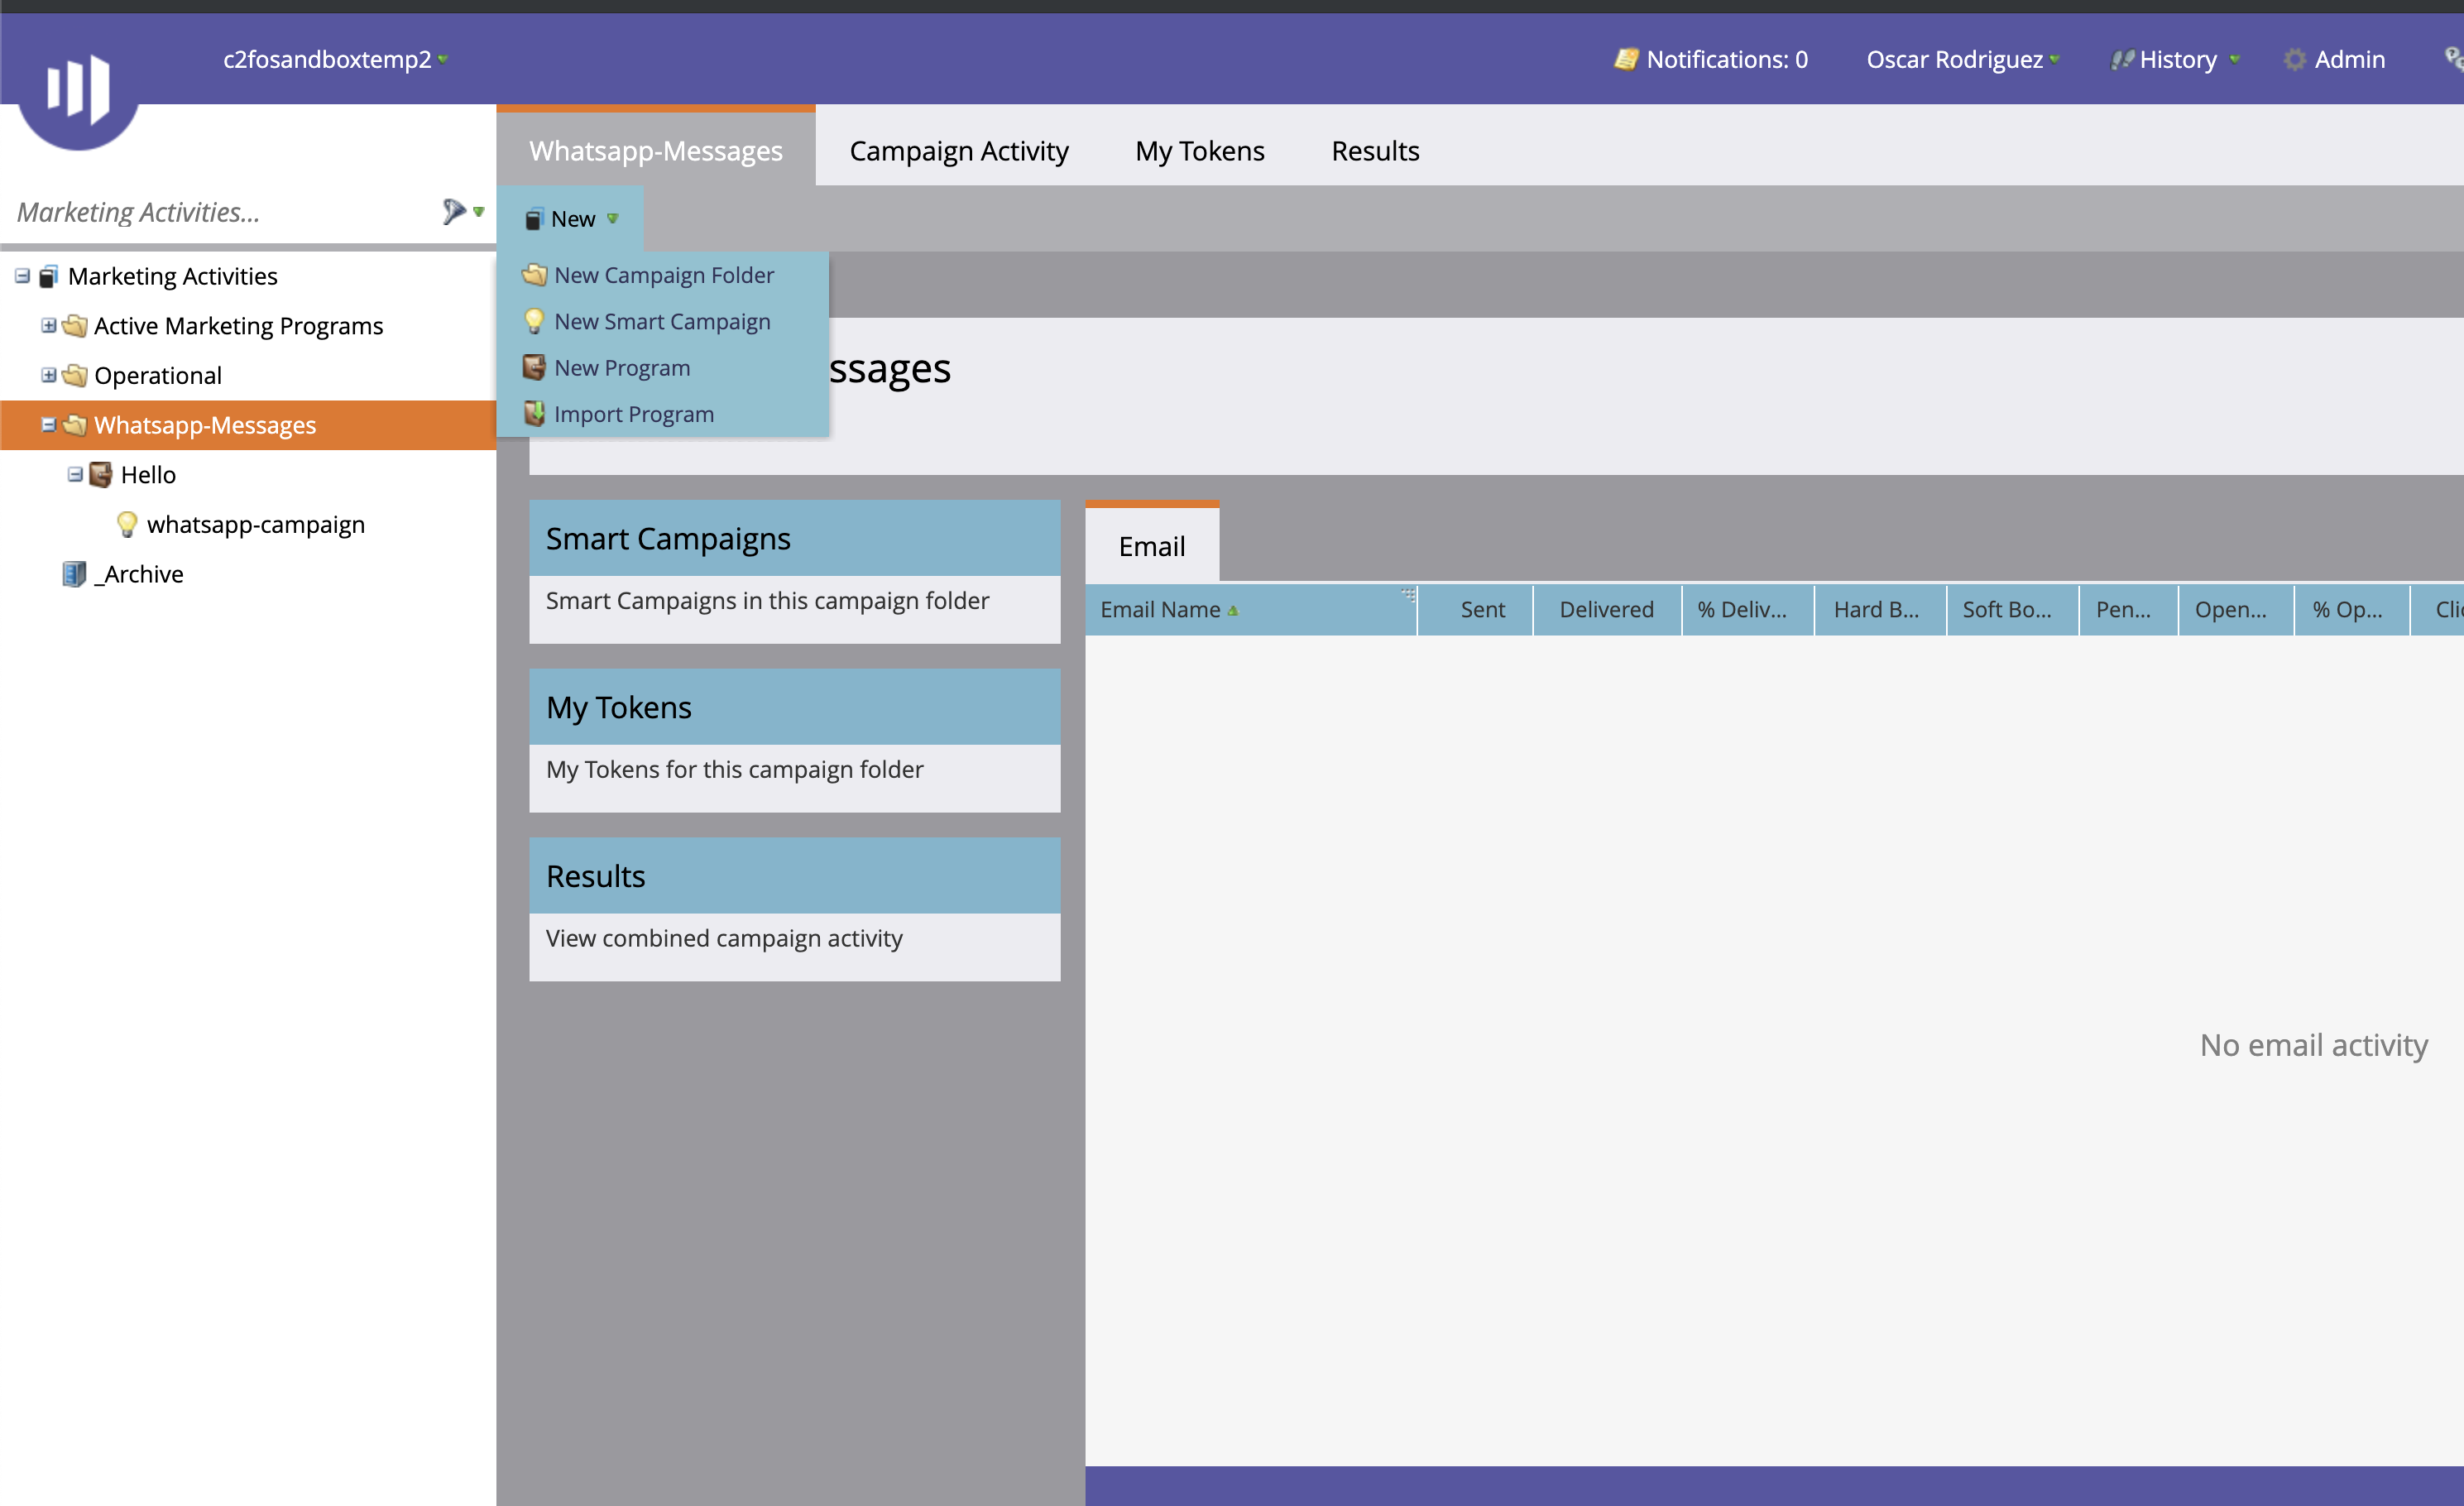 c2fosandboxtemp2
Notifications: 0
Oscar Rodriguez
History
Admin
Whatsapp-Messages
Campaign Activity
My Tokens
Results
Marketing Activities...
New
New Campaign Folder
New Smart Campaign
New Program
Import Program
Marketing Activities
Active Marketing Programs
Operational
Whatsapp-Messages
Hello
whatsapp-campaign
_Archive
ssages
Smart Campaigns
Smart Campaigns in this campaign folder
My Tokens
My Tokens for this campaign folder
Results
View combined campaign activity
Email
Email Name Sent Delivered % Deliv... Hard B... Soft Bo... Pen... Open... % Op... Cli
No email activity